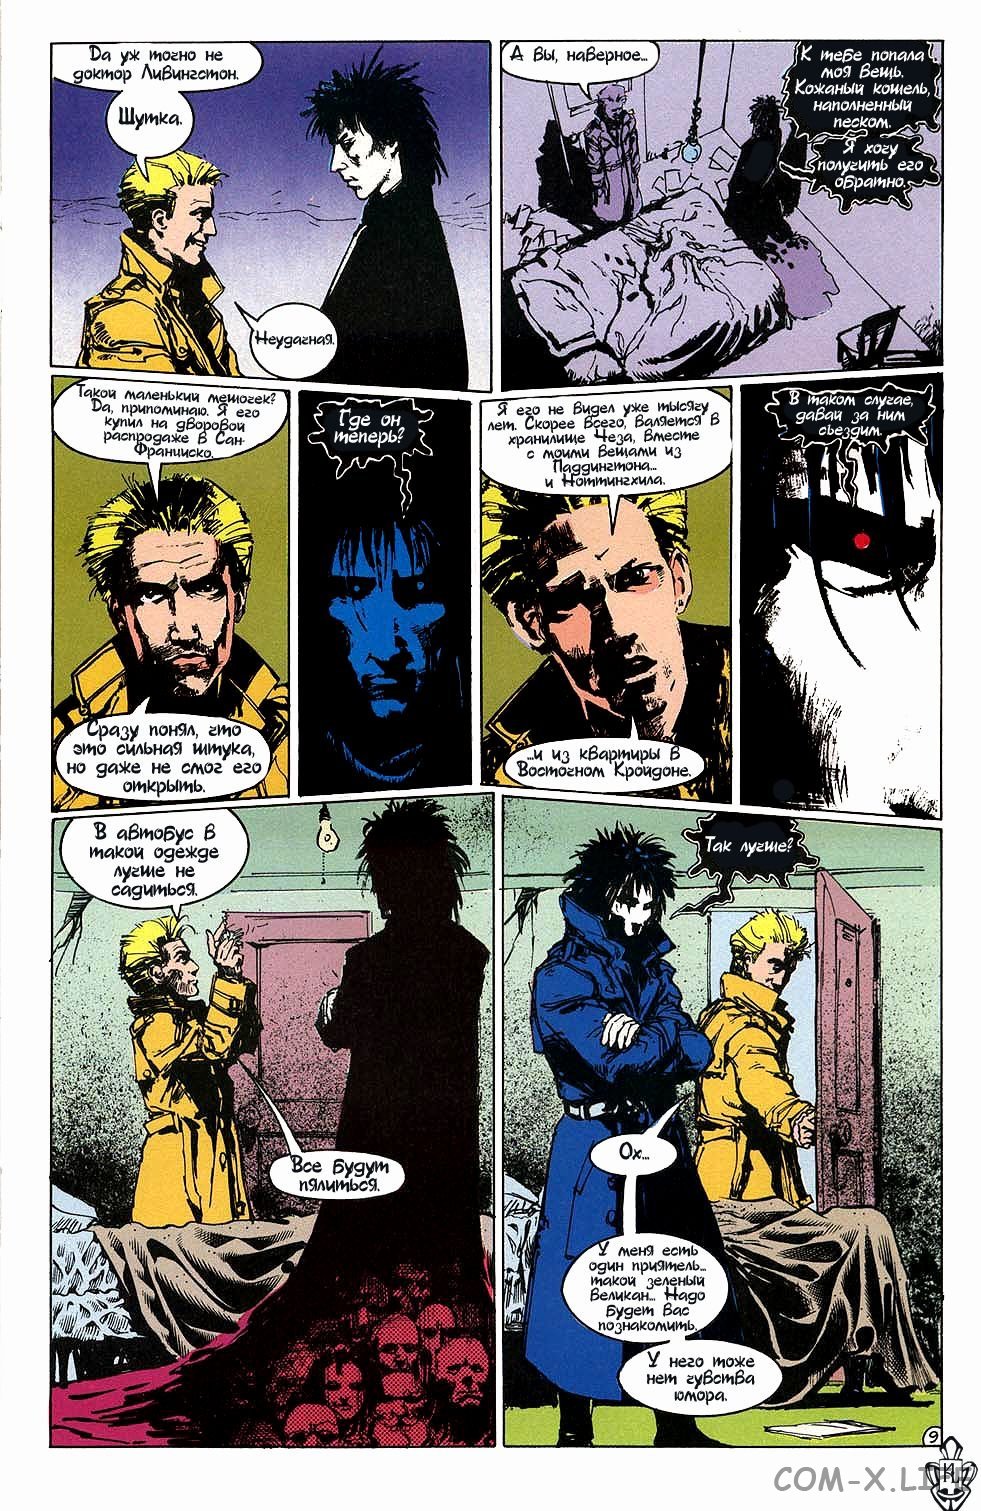 Да уж точно не
доктор Ливингстон.
Шутка.
Неудачная.
А Вы, наверное...
К тебе попала
моя вещь.
Кожаный кошель,
наполненный
песком.
Я хочу
получить его
обратно.
Такой маленький мешочек?
Да, припоминаю. Я его
купил на дворовой
распродаже в Сан-
Франциско.
Сразу понял, что
это сильная штука,
но даже не смог его
открыть.
Где он
теперь?
Я его не видел уже тысячу
лет. Скорее всего, валяется в
хранилище Чеза, вместе
с моими вещами из
Паддингтона...
и Ноттингхила.
...и из квартиры в
Восточном Кройдоне.
В таком случае,
давай за ним
съездим.
В автобус в
такой одежде
лучше не
садиться.
Все будут
пялиться.
Так лучше?
Ох...
У меня есть
один приятель...
такой зеленый
великан... Надо
будет вас
познакомить.
У него тоже
нет чувства
юмора.
9